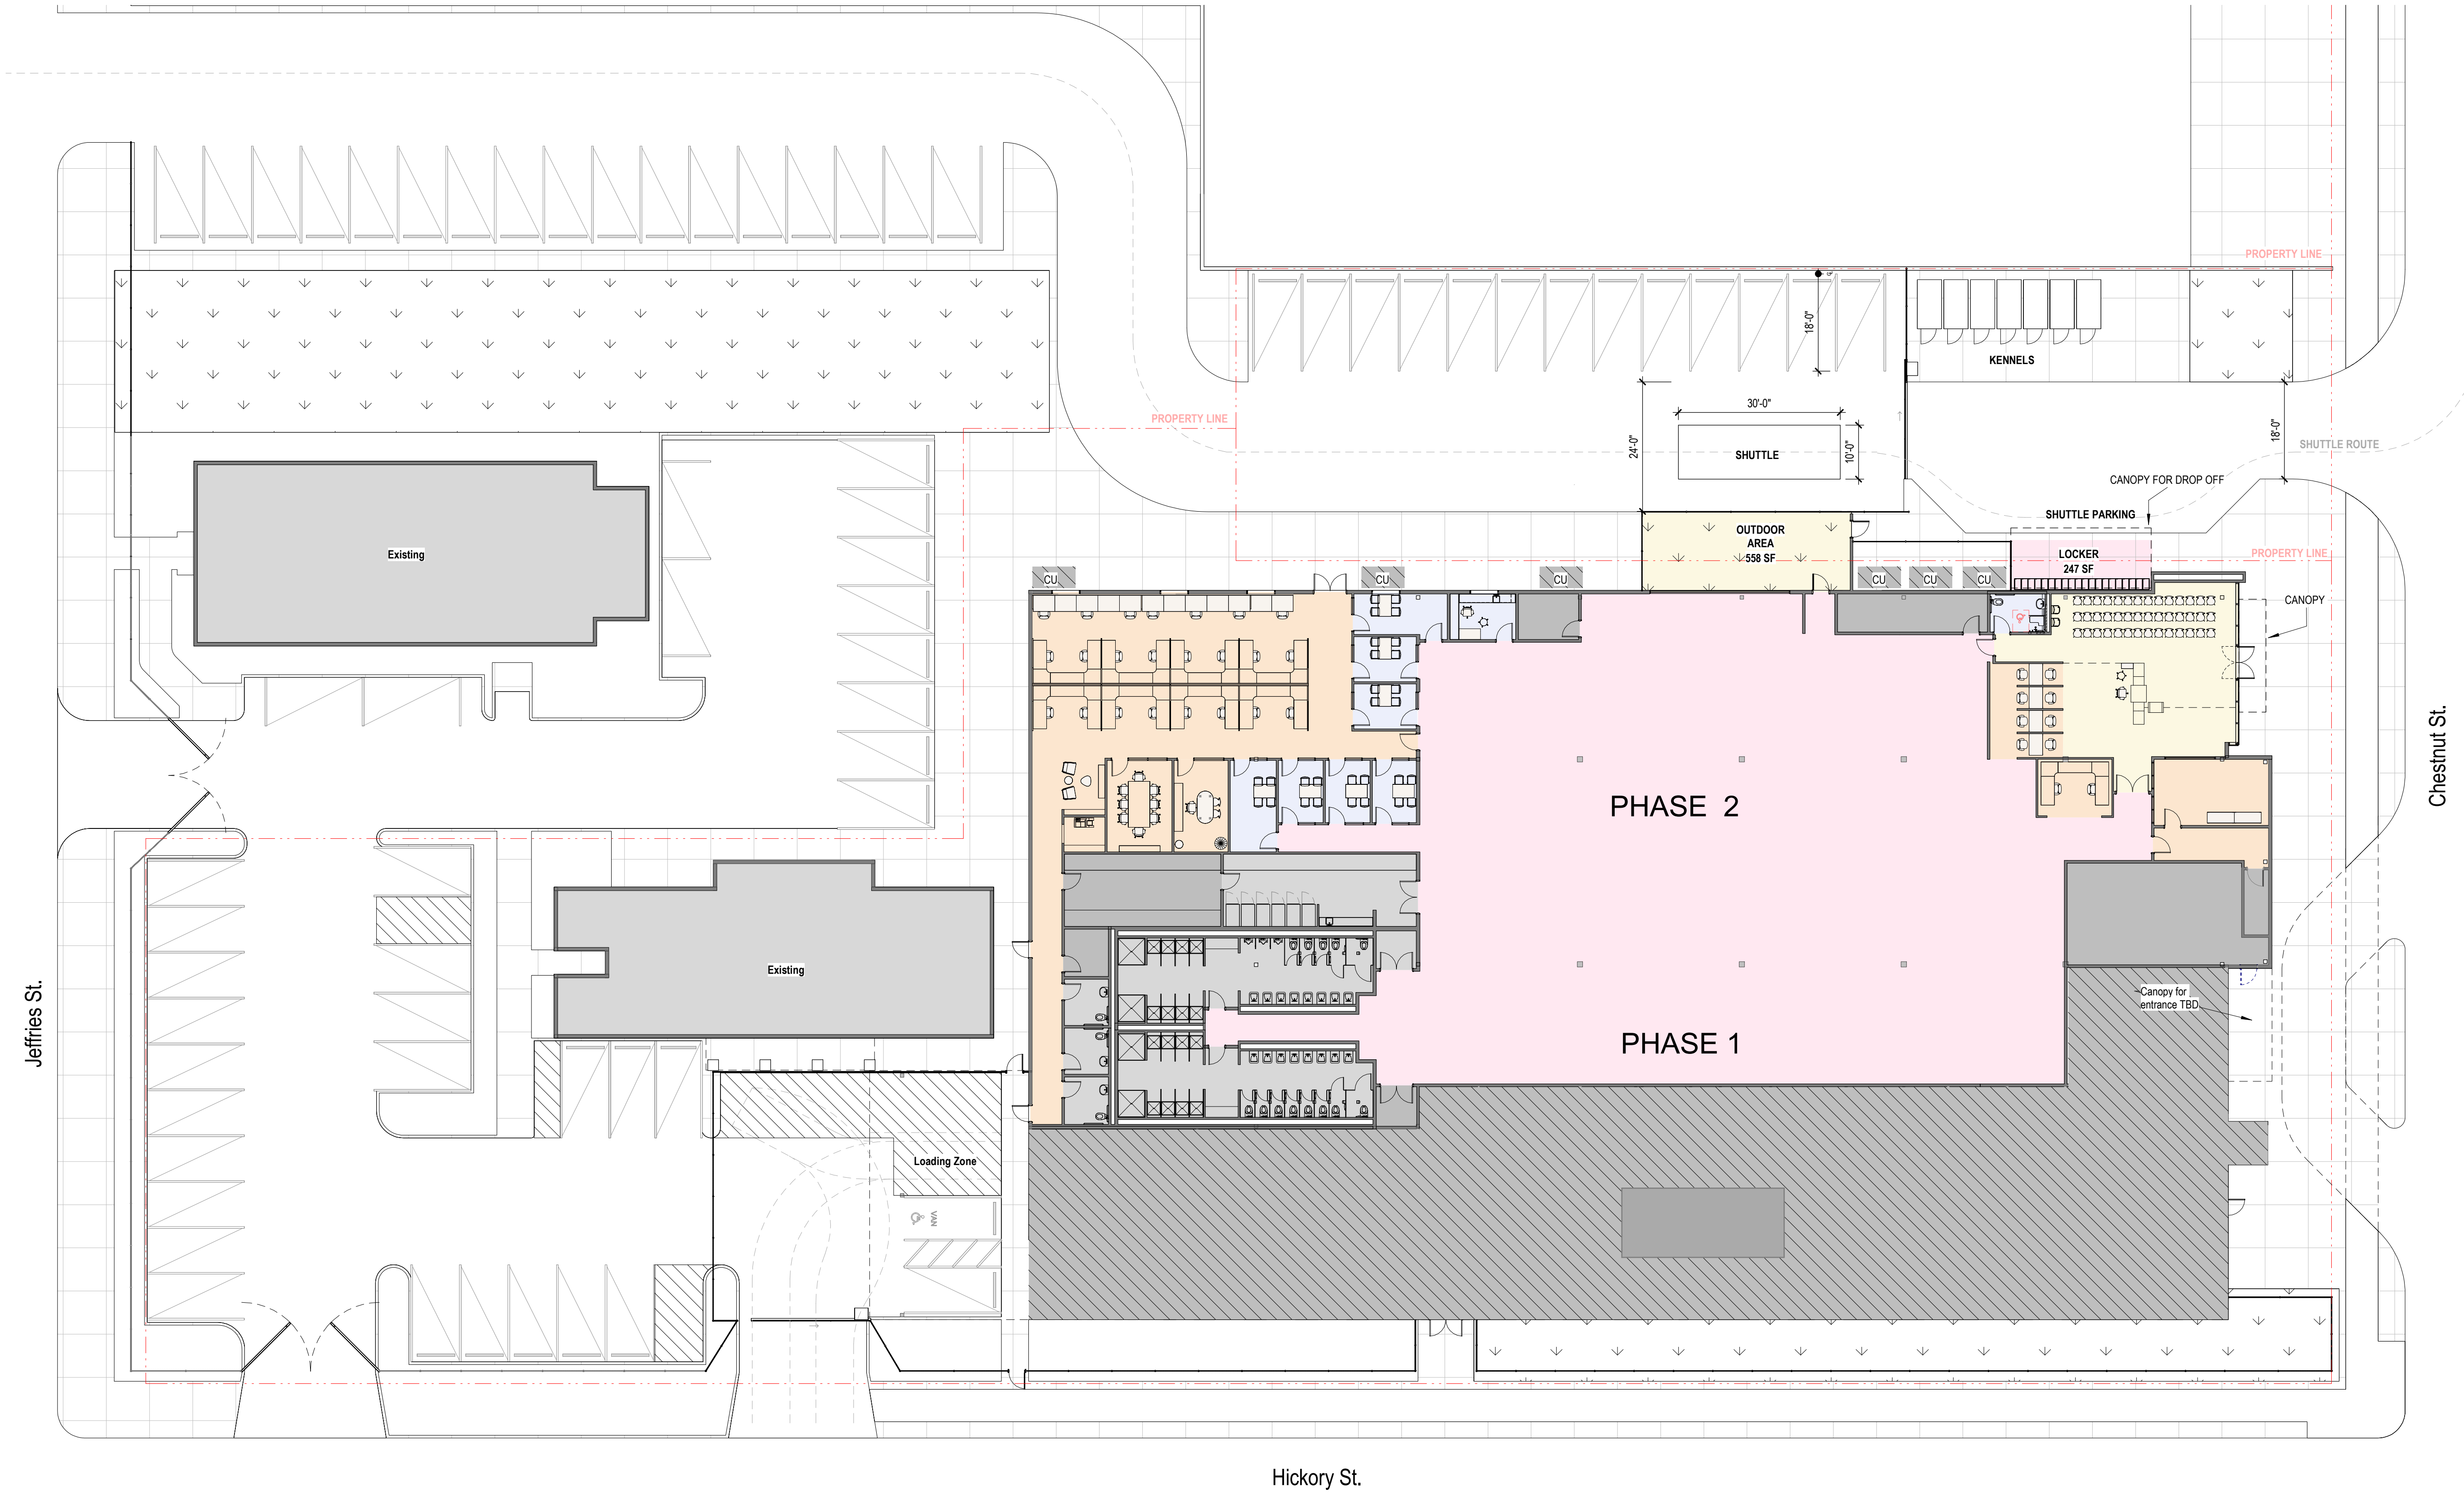 PROPERTY LINE
18'-0"
KENNELS
30'-0"
PROPERTY LINE
24'-0"
SHUTTLE
10'-0"
18'-0"
SHUTTLE ROUTE
CANOPY FOR DROP OFF
SHUTTLE PARKING
OUTDOOR
AREA
558 SF
Existing
LOCKER
247 SF
PROPERTY LINE
CU
CU
CU
CU
CU
CU
CANOPY
Chestnut St.
PHASE 2
Existing
Jeffries St.
Canopy for
entrance TBD
PHASE 1
Loading Zone
VAN
Hickory St.